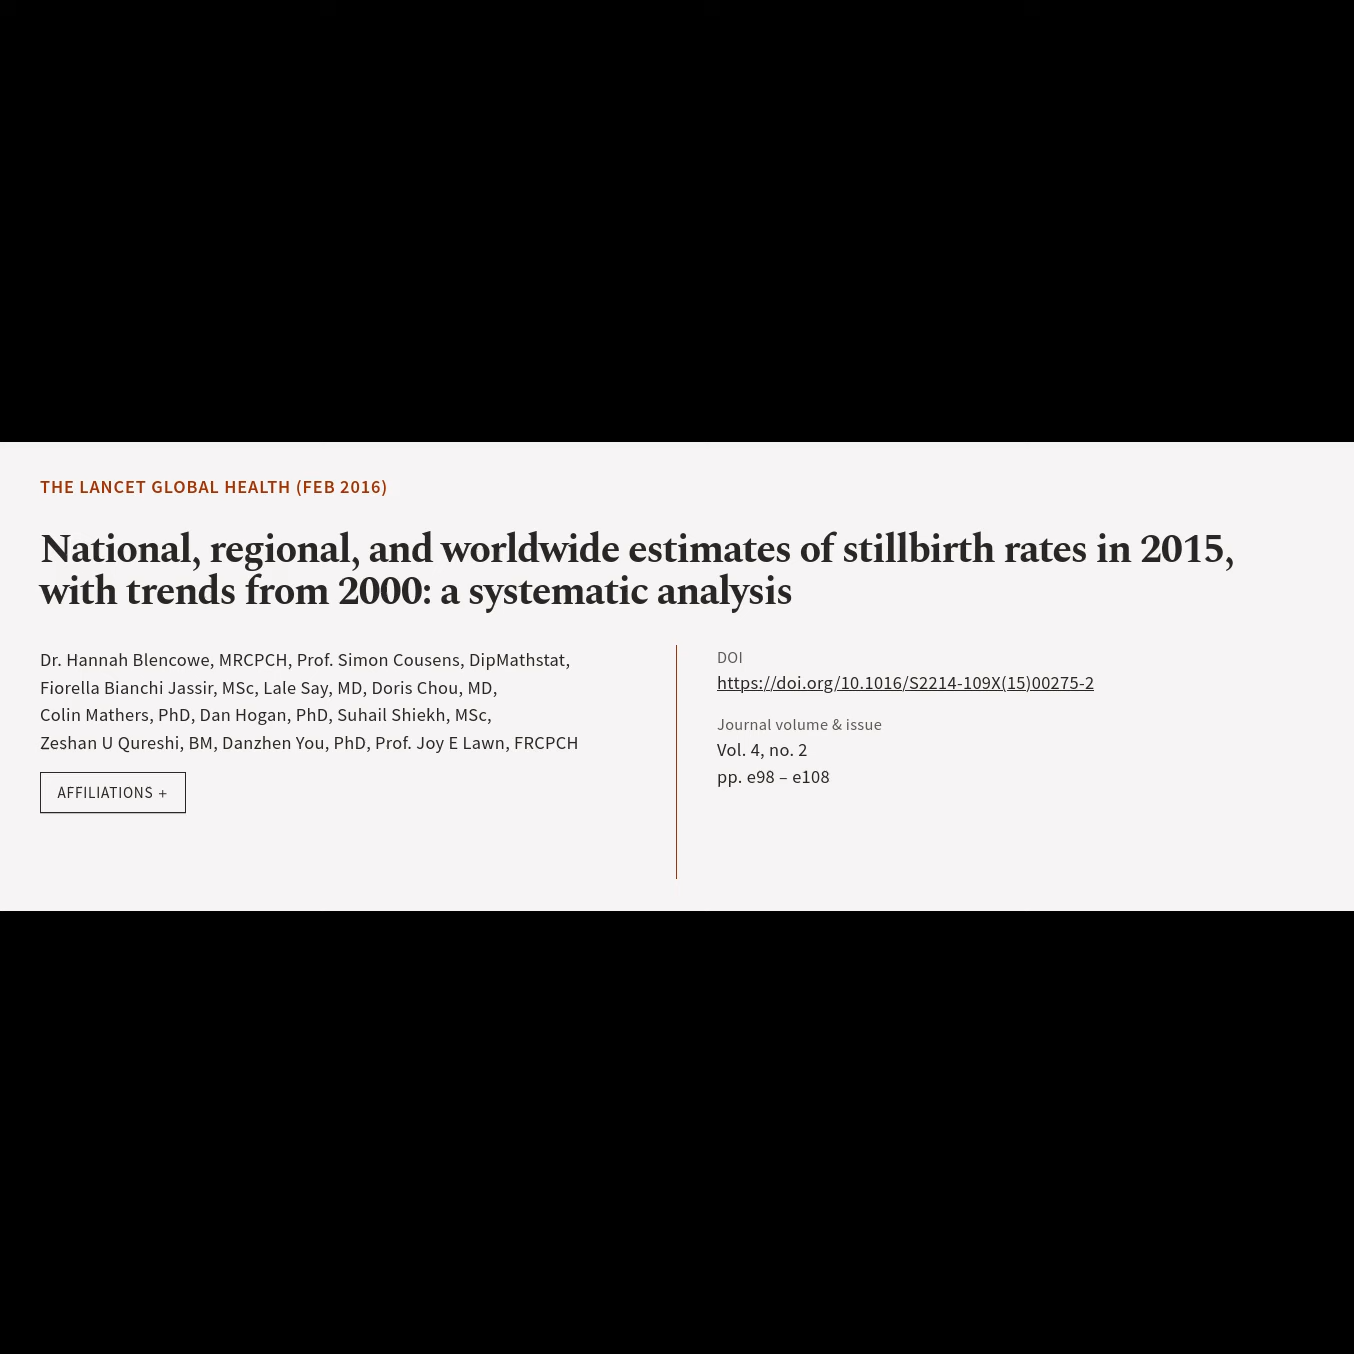 THE LANCET GLOBAL HEALTH (FEB 2016)
National, regional, and worldwide estimates of stillbirth rates in 2015,
with trends from 2000: a systematic analysis
Dr. Hannah Blencowe, MRCPCH, Prof. Simon Cousens, DipMathstat,
Fiorella Bianchi Jassir, MSc, Lale Say, MD, Doris Chou, MD,
Colin Mathers, PhD, Dan Hogan, PhD, Suhail Shiekh, MSc,
Zeshan U Qureshi, BM, Danzhen You, PhD, Prof. Joy E Lawn, FRCPCH
AFFILIATIONS +
DOI
https://doi.org/10.1016/S2214-109X(15)00275-2
Journal volume & issue
Vol. 4, no. 2
pp. e98 – e108